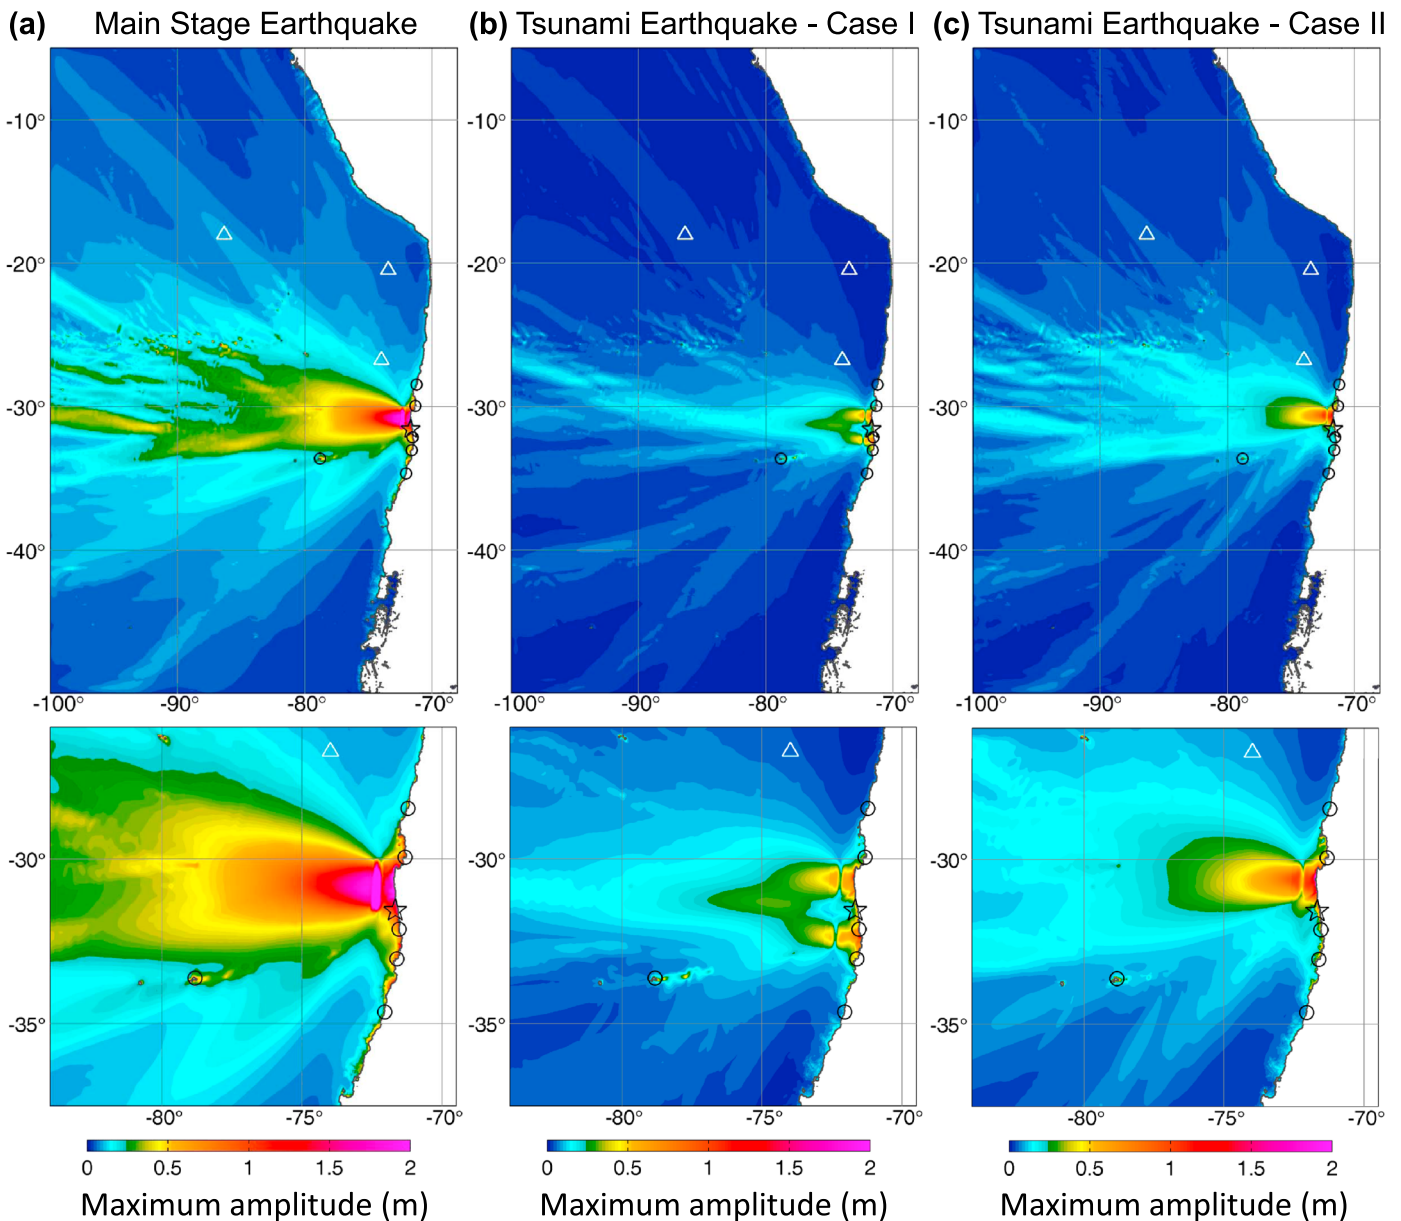 (a) Main Stage Earthquake (b) Tsunami Earthquake - Case I (c) Tsunami Earthquake - Case II
-10° -10° -10°
-20° -20° -20°
-30° -30° -30°
-40° -40° -40°
-100° -90° -80° -70° -100° -90° -80° -70° -100° -90° -80° -70°
-30° -30° -30°
-35° -35° -35°
-80° -75° -70° -80° -75° -70° -80° -75° -70°
0 0.5 1 1.5 2 0 0.5 1 1.5 2 0 0.5 1 1.5 2
Maximum amplitude (m) Maximum amplitude (m) Maximum amplitude (m)